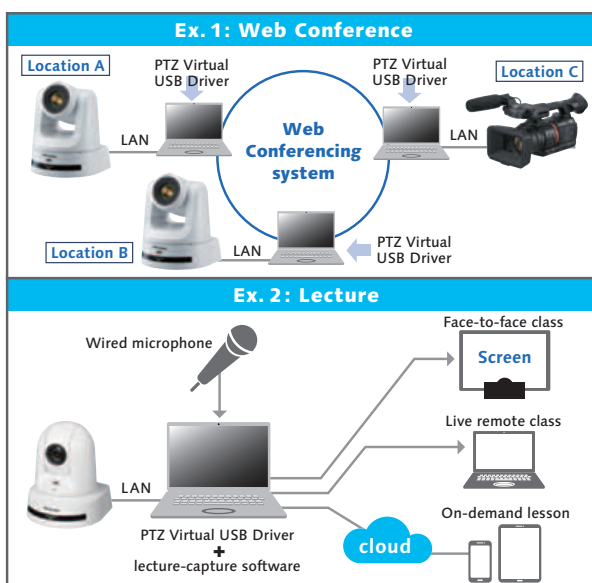 Ex. 1: Web Conference
Location A
PTZ Virtual
USB Driver
PTZ Virtual
USB Driver
Location C
LAN
Web
Conferencing
system
LAN
Location B
LAN
PTZ Virtual
USB Driver
Ex. 2: Lecture
Wired microphone
Face-to-face class
Screen
Live remote class
LAN
PTZ Virtual USB Driver
+
lecture-capture software
cloud
On-demand lesson